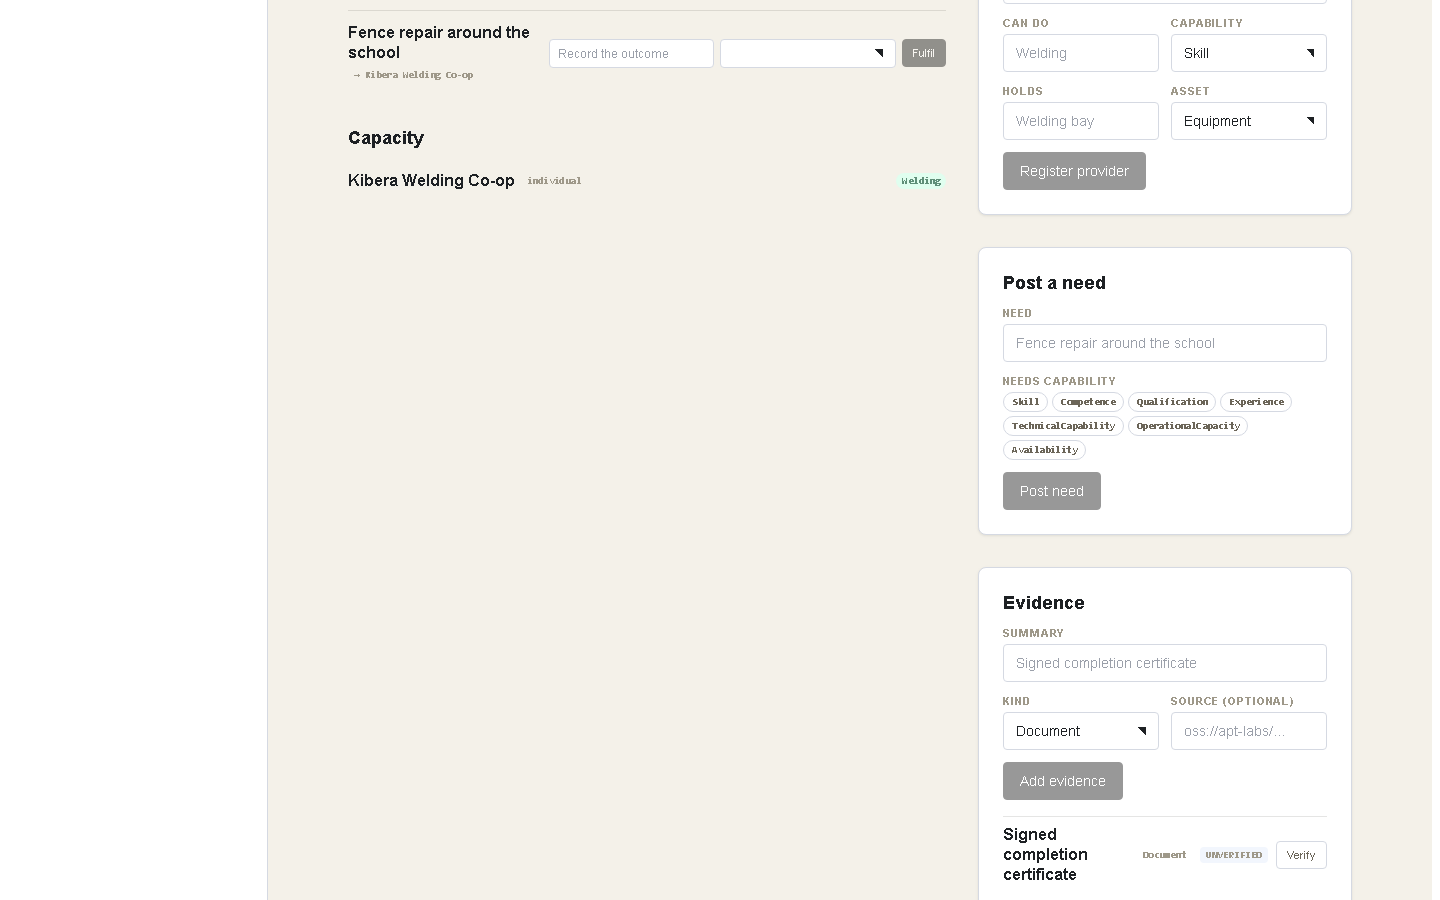 Fence repair around the
school
→ Kibera Welding Co-op
Record the outcome
Fulfil
Capacity
Kibera Welding Co-op
individual
Welding
CAN DO
CAPABILITY
Welding
Skill
HOLDS
ASSET
Welding bay
Equipment
Register provider
Post a need
NEED
Fence repair around the school
NEEDS CAPABILITY
Skill
Competence
Qualification
Experience
TechnicalCapability
OperationalCapacity
Availability
Post need
Evidence
SUMMARY
Signed completion certificate
KIND
SOURCE (OPTIONAL)
Document
oss://apt-labs/...
Add evidence
Signed
completion
certificate
Document
UNVERIFIED
Verify